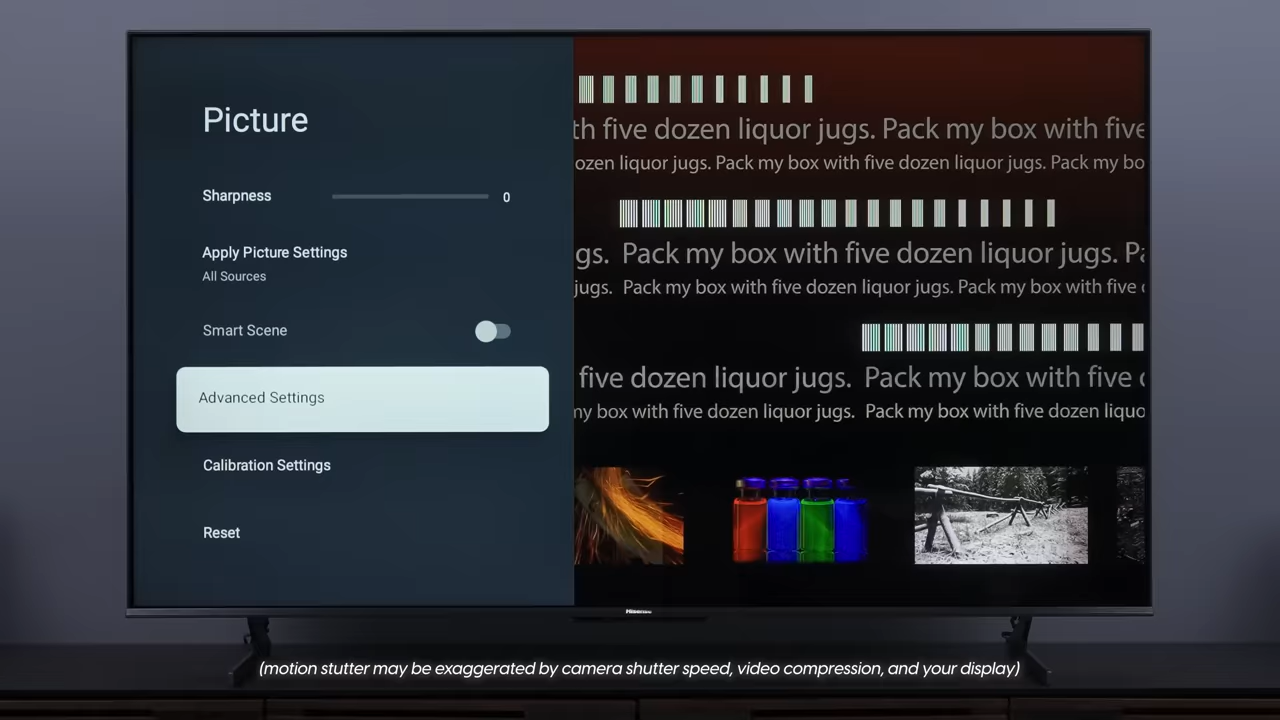 Picture
Sharpness 0
Apply Picture Settings
All Sources
Smart Scene
Advanced Settings
Calibration Settings
Reset
th five dozen liquor jugs. Pack my box with five
ozen liquor jugs. Pack my box with five dozen liquor jugs. Pack my bo
gs. Pack my box with five dozen liquor jugs. Pa
jugs. Pack my box with five dozen liquor jugs. Pack my box with five
five dozen liquor jugs. Pack my box with five
my box with five dozen liquor jugs. Pack my box with five dozen liquo
Hisense
(motion stutter may be exaggerated by camera shutter speed, video compression, and your display)